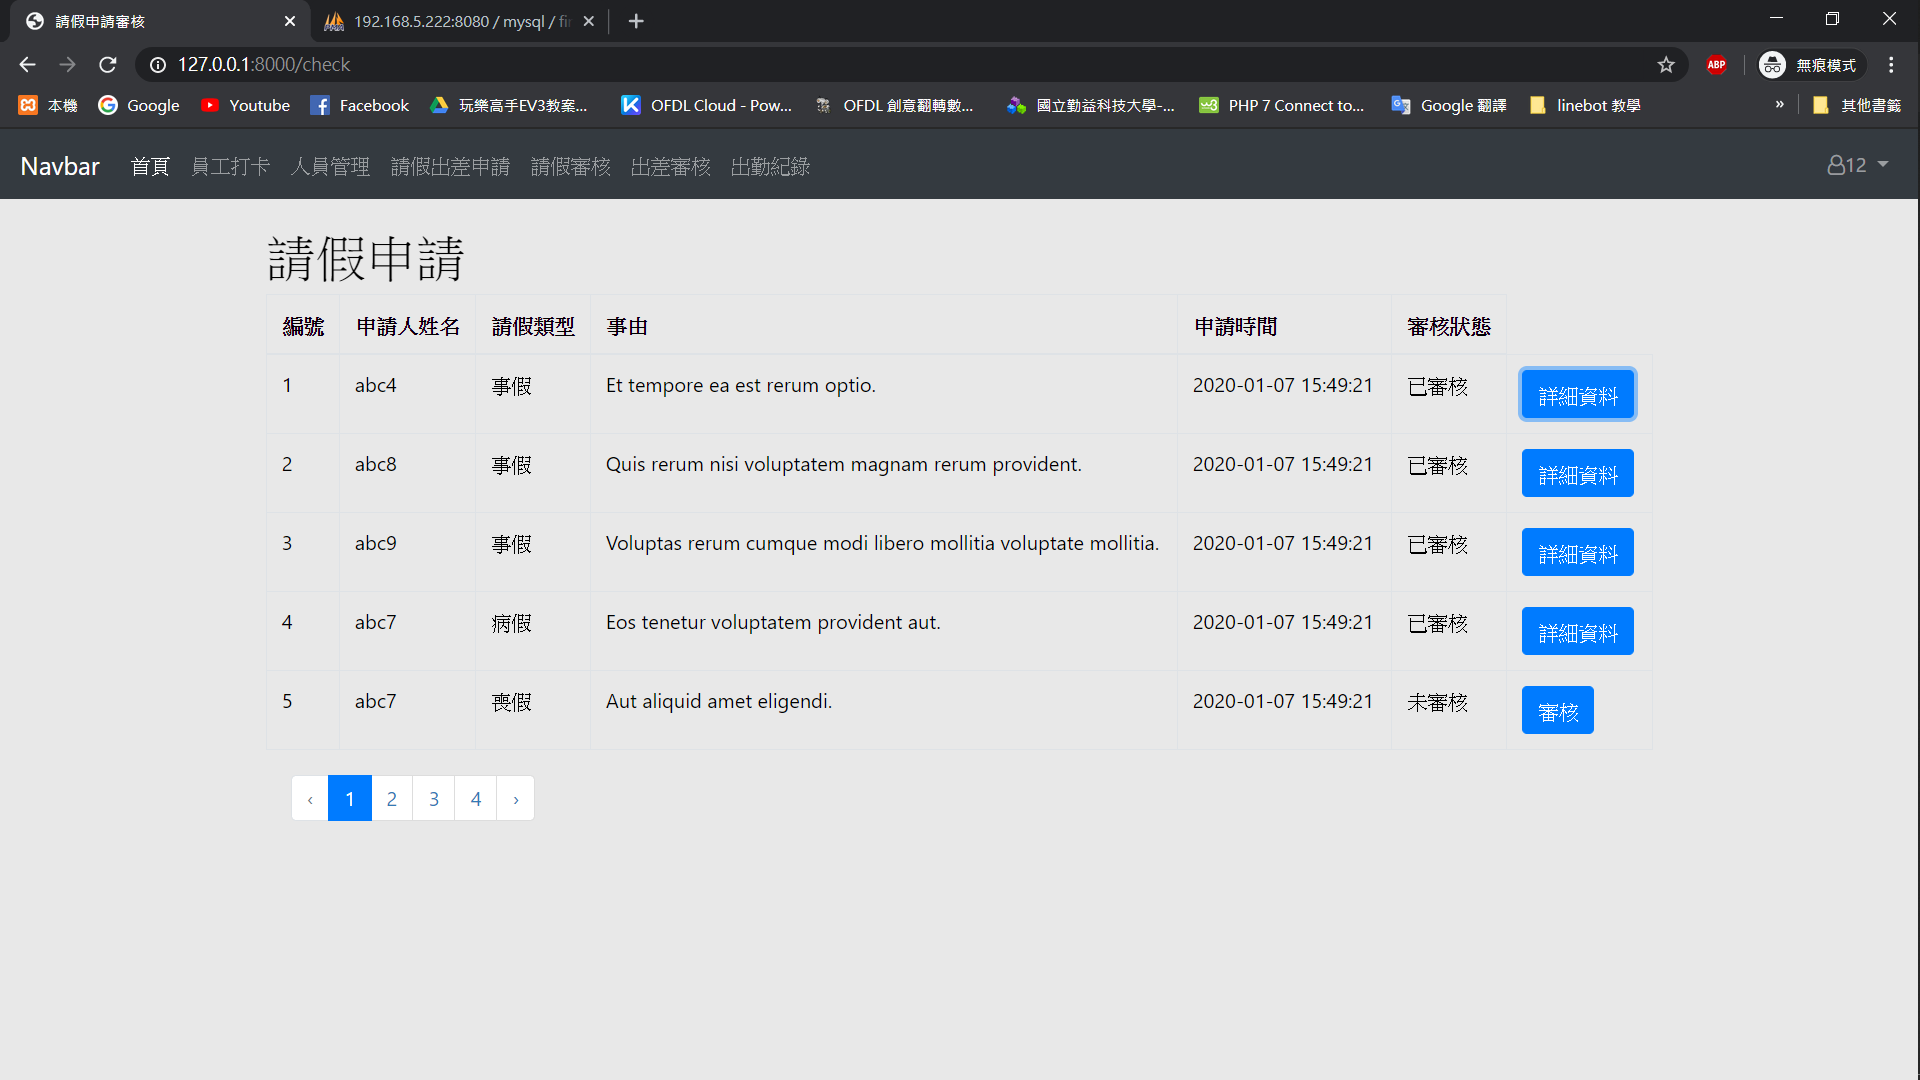 請假申請審核
192.168.5.222:8080 / mysql / fi
127.0.0.1:8000/check
ABP
無痕模式
本機 Google Youtube Facebook 玩樂高手EV3教案... OFDL Cloud - Pow... OFDL 創意翻轉數... 國立勤益科技大學-... PHP 7 Connect to... Google 翻譯 linebot 教學 » 其他書籤
Navbar 首頁 員工打卡 人員管理 請假出差申請 請假審核 出差審核 出勤紀錄 12
請假申請
編號 申請人姓名 請假類型 事由 申請時間 審核狀態
1 abc4 事假 Et tempore ea est rerum optio. 2020-01-07 15:49:21 已審核 詳細資料
2 abc8 事假 Quis rerum nisi voluptatem magnam rerum provident. 2020-01-07 15:49:21 已審核 詳細資料
3 abc9 事假 Voluptas rerum cumque modi libero mollitia voluptate mollitia. 2020-01-07 15:49:21 已審核 詳細資料
4 abc7 病假 Eos tenetur voluptatem provident aut. 2020-01-07 15:49:21 已審核 詳細資料
5 abc7 喪假 Aut aliquid amet eligendi. 2020-01-07 15:49:21 未審核 審核
‹ 1 2 3 4 ›